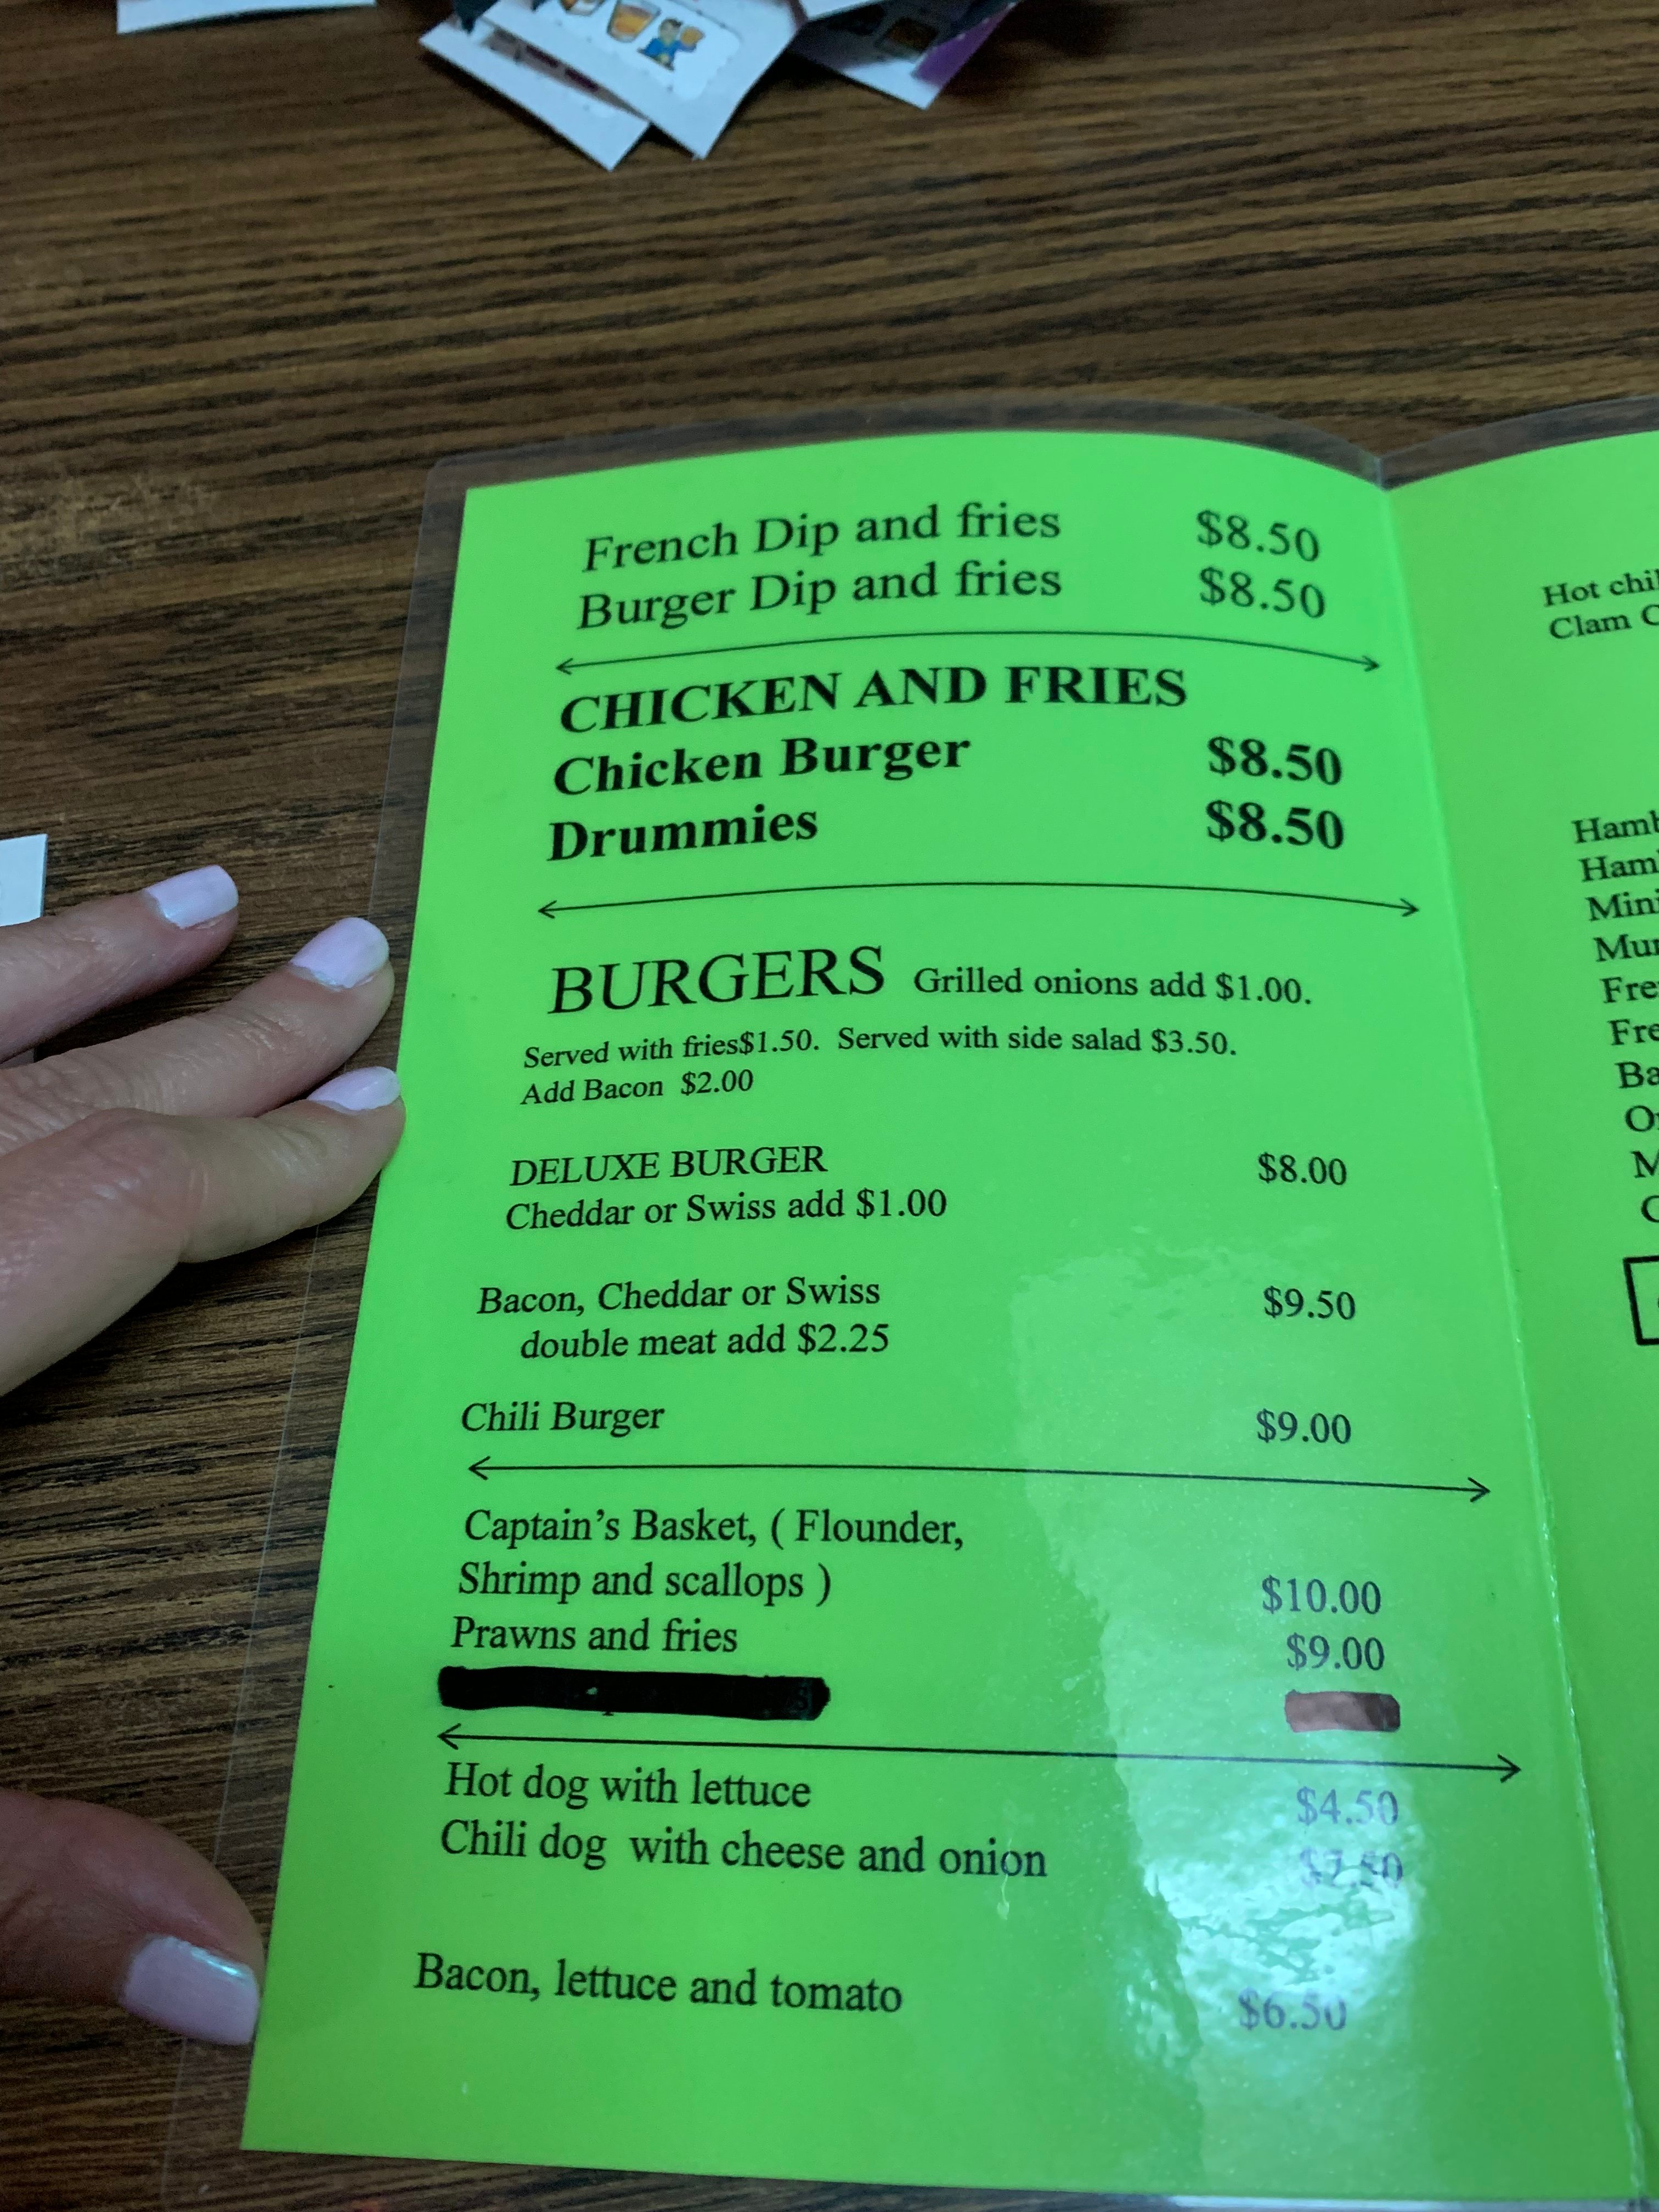 French Dip and fries $8.50
Burger Dip and fries $8.50
CHICKEN AND FRIES
Chicken Burger $8.50
Drummies $8.50
BURGERS Grilled onions add $1.00.
Served with fries$1.50. Served with side salad $3.50.
Add Bacon $2.00
DELUXE BURGER $8.00
Cheddar or Swiss add $1.00
Bacon, Cheddar or Swiss $9.50
double meat add $2.25
Chili Burger $9.00
Captain's Basket, ( Flounder,
Shrimp and scallops ) $10.00
Prawns and fries $9.00
Hot dog with lettuce $4.50
Chili dog with cheese and onion $7.50
Bacon, lettuce and tomato $6.50
Hot
Clam